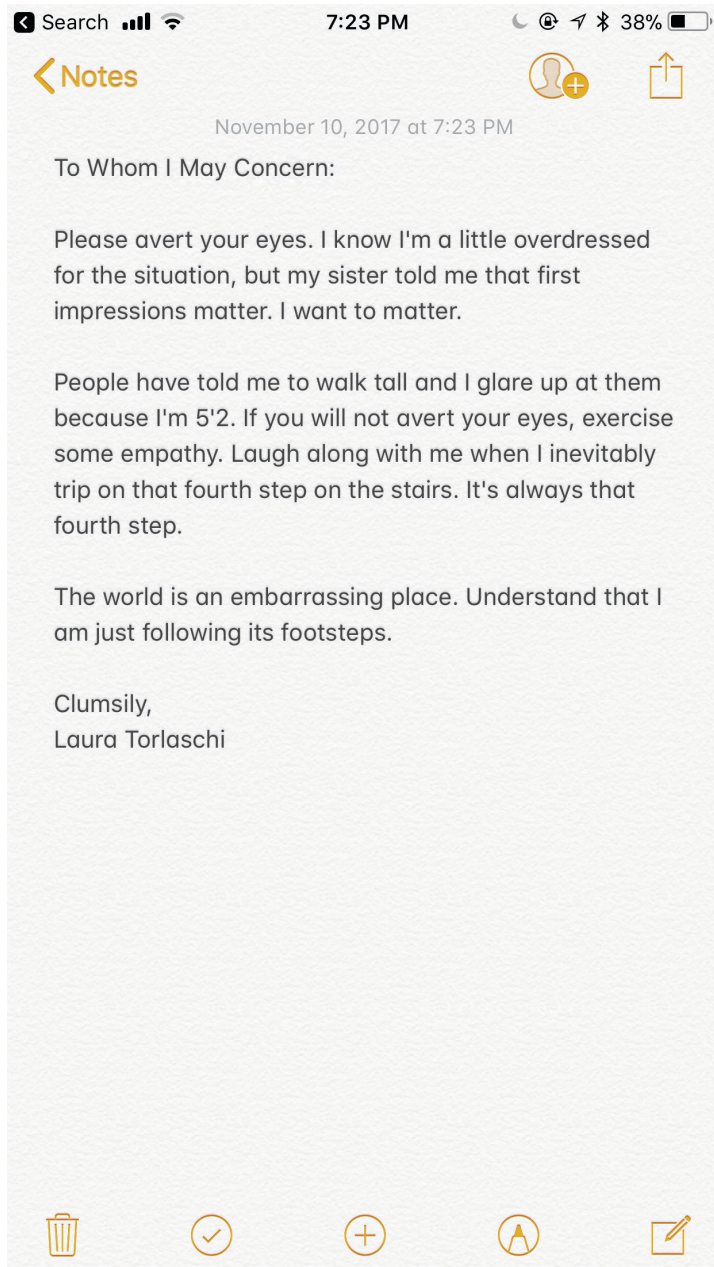 Search 7:23 PM 38%
Notes
November 10, 2017 at 7:23 PM
To Whom I May Concern:
Please avert your eyes. I know I'm a little overdressed
for the situation, but my sister told me that first
impressions matter. I want to matter.
People have told me to walk tall and I glare up at them
because I'm 5'2. If you will not avert your eyes, exercise
some empathy. Laugh along with me when I inevitably
trip on that fourth step on the stairs. It's always that
fourth step.
The world is an embarrassing place. Understand that I
am just following its footsteps.
Clumsily,
Laura Torlaschi